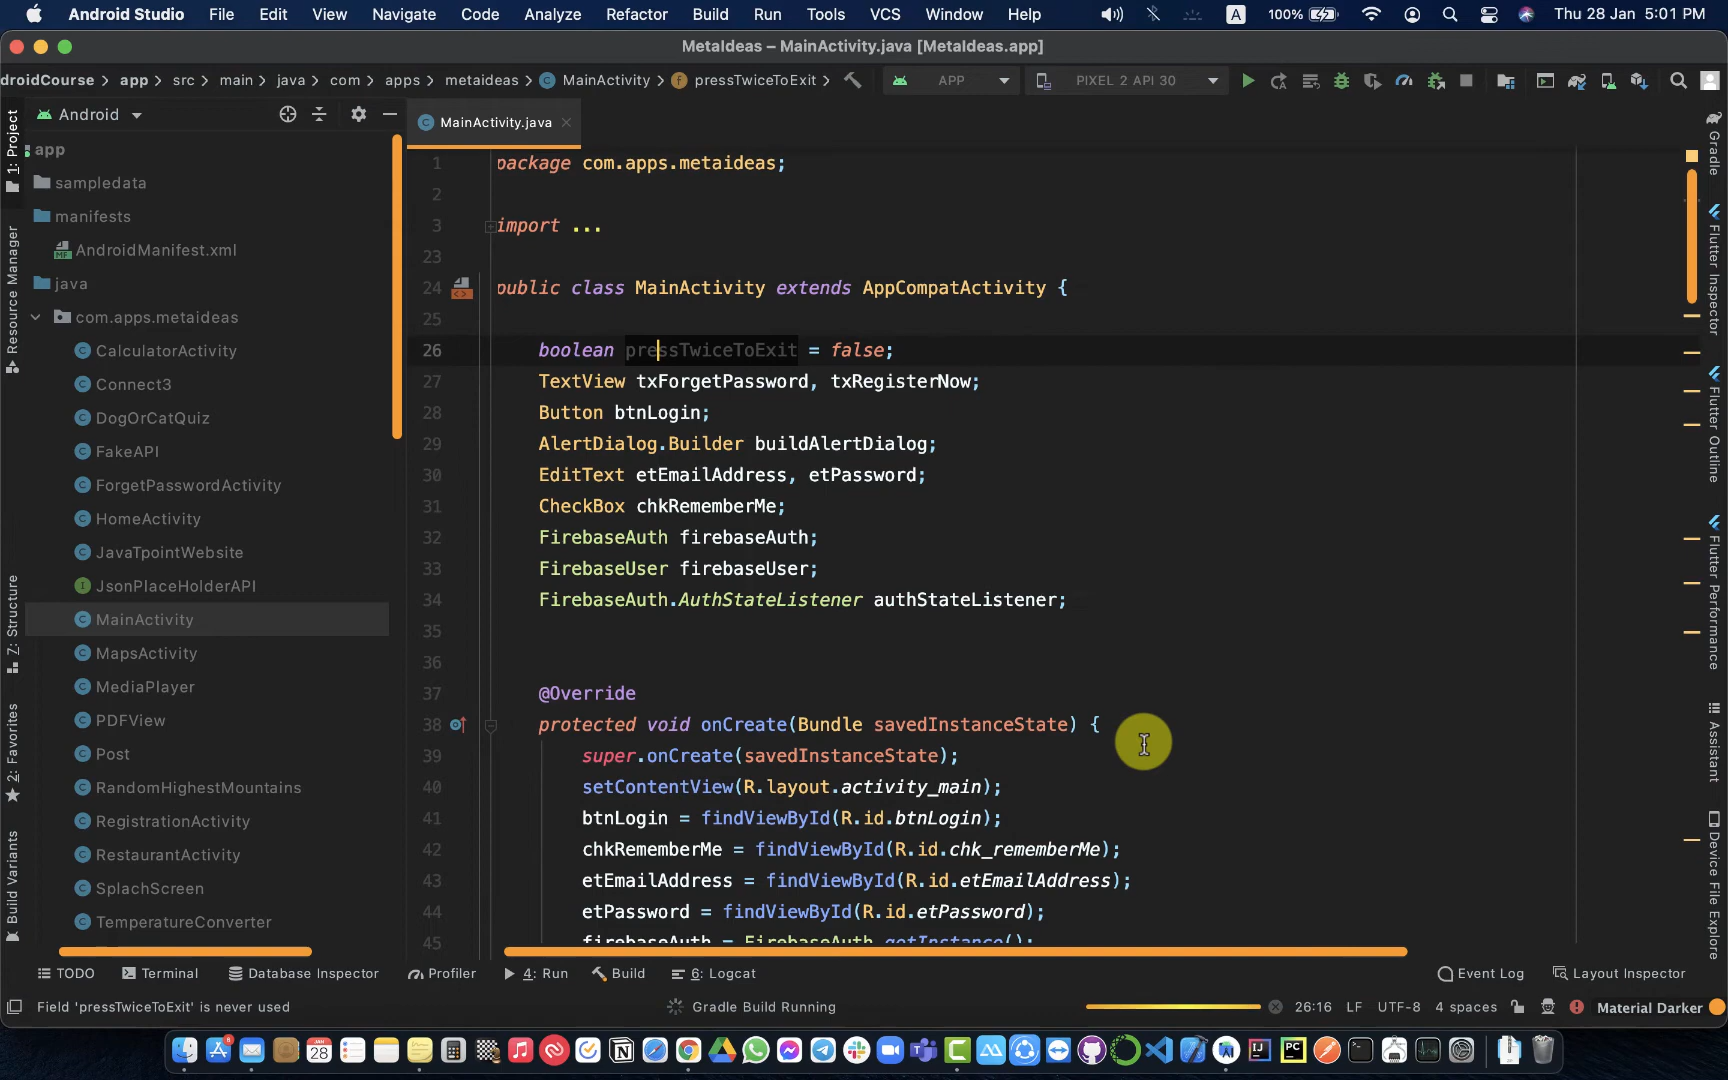 Android Studio File Edit View Navigate Code Analyze Refactor Build Run Tools VCS Window Help A 100% Thu 28 Jan 5:01 PM
MetaIdeas – MainActivity.java [MetaIdeas.app]
droidCourse app src main java com apps metaideas MainActivity pressTwiceToExit APP PIXEL 2 API 30
Android
MainActivity.java
app
sampledata
manifests
AndroidManifest.xml
java
com.apps.metaideas
CalculatorActivity
Connect3
DogOrCatQuiz
FakeAPI
ForgetPasswordActivity
HomeActivity
JavaTpointWebsite
JsonPlaceHolderAPI
MainActivity
MapsActivity
MediaPlayer
PDFView
Post
RandomHighestMountains
RegistrationActivity
RestaurantActivity
SplachScreen
TemperatureConverter
1: Project
Resource Manager
Z: Structure
2: Favorites
Build Variants
1 package com.apps.metaideas;
2
3 import ...
23
24 public class MainActivity extends AppCompatActivity {
25
26 boolean pressTwiceToExit = false;
27 TextView txForgetPassword, txRegisterNow;
28 Button btnLogin;
29 AlertDialog.Builder buildAlertDialog;
30 EditText etEmailAddress, etPassword;
31 CheckBox chkRememberMe;
32 FirebaseAuth firebaseAuth;
33 FirebaseUser firebaseUser;
34 FirebaseAuth.AuthStateListener authStateListener;
35
36
37 @Override
38 protected void onCreate(Bundle savedInstanceState) {
39 super.onCreate(savedInstanceState);
40 setContentView(R.layout.activity_main);
41 btnLogin = findViewById(R.id.btnLogin);
42 chkRememberMe = findViewById(R.id.chk_rememberMe);
43 etEmailAddress = findViewById(R.id.etEmailAddress);
44 etPassword = findViewById(R.id.etPassword);
45 firebaseAuth = FirebaseAuth.getInstance();
Gradle
Flutter Inspector
Flutter Outline
Flutter Performance
Assistant
Device File Explorer
TODO Terminal Database Inspector Profiler 4: Run Build 6: Logcat Event Log Layout Inspector
Field 'pressTwiceToExit' is never used Gradle Build Running 26:16 LF UTF-8 4 spaces Material Darker
JAN
28
PC